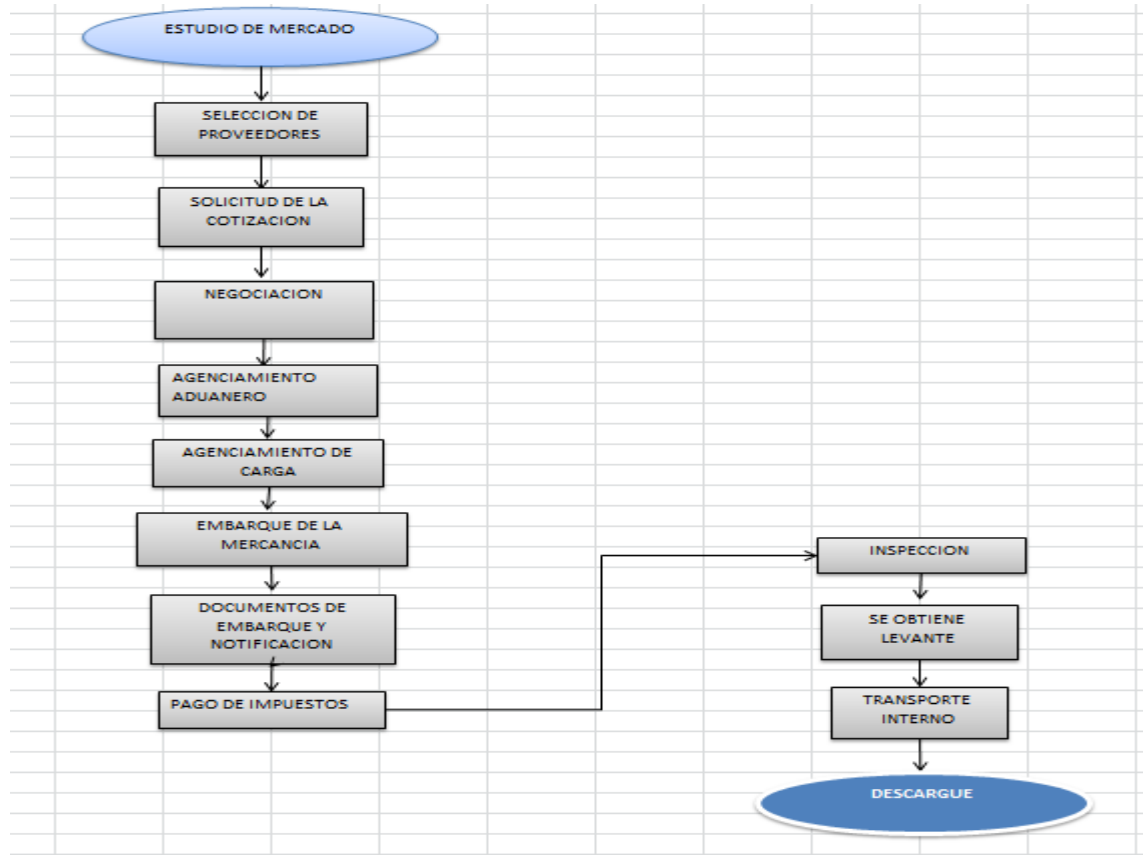 ESTUDIO DE MERCADO
SELECCION DE
PROVEEDORES
SOLICITUD DE LA
COTIZACION
NEGOCIACION
AGENCIAMIENTO
ADUANERO
AGENCIAMIENTO DE
CARGA
EMBARQUE DE LA
MERCANCIA
DOCUMENTOS DE
EMBARQUE Y
NOTIFICACION
PAGO DE IMPUESTOS
INSPECCION
SE OBTIENE
LEVANTE
TRANSPORTE
INTERNO
DESCARGUE